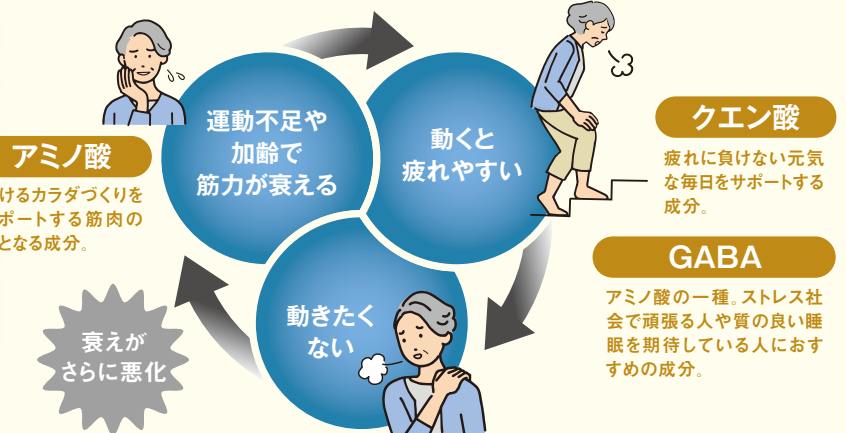 運動不足や
加齢で
筋力が衰える
動くと
疲れやすい
動きたく
ない
衰えが
さらに悪化
アミノ酸
けるカラダづくりを
ポートする筋肉の
となる成分。
クエン酸
疲れに負けない元気
な毎日をサポートする
成分。
GABA
アミノ酸の一種。ストレス社
会で頑張る人や質の良い睡
眠を期待している人におす
すめの成分。